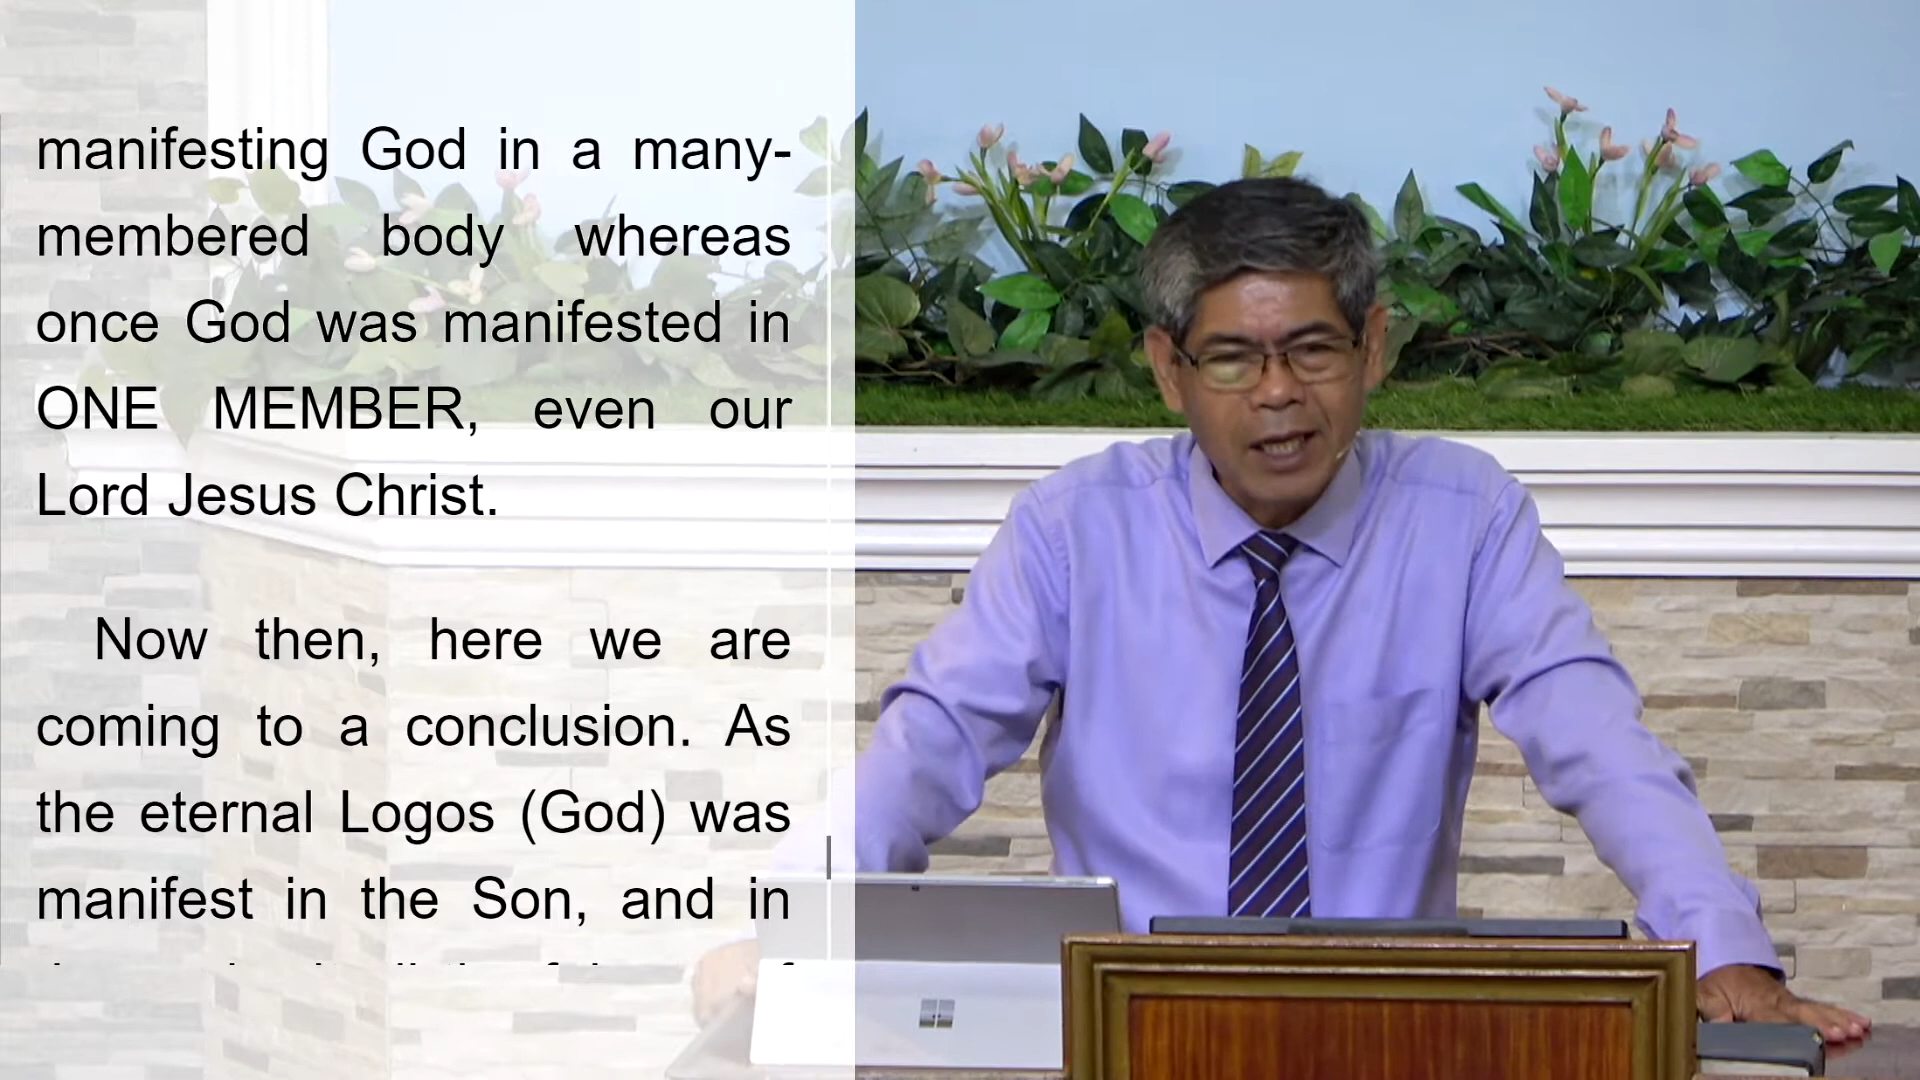 manifesting God in a many-
membered body whereas
once God was manifested in
ONE MEMBER, even our
Lord Jesus Christ.
Now then, here we are
coming to a conclusion. As
the eternal Logos (God) was
manifest in the Son, and in